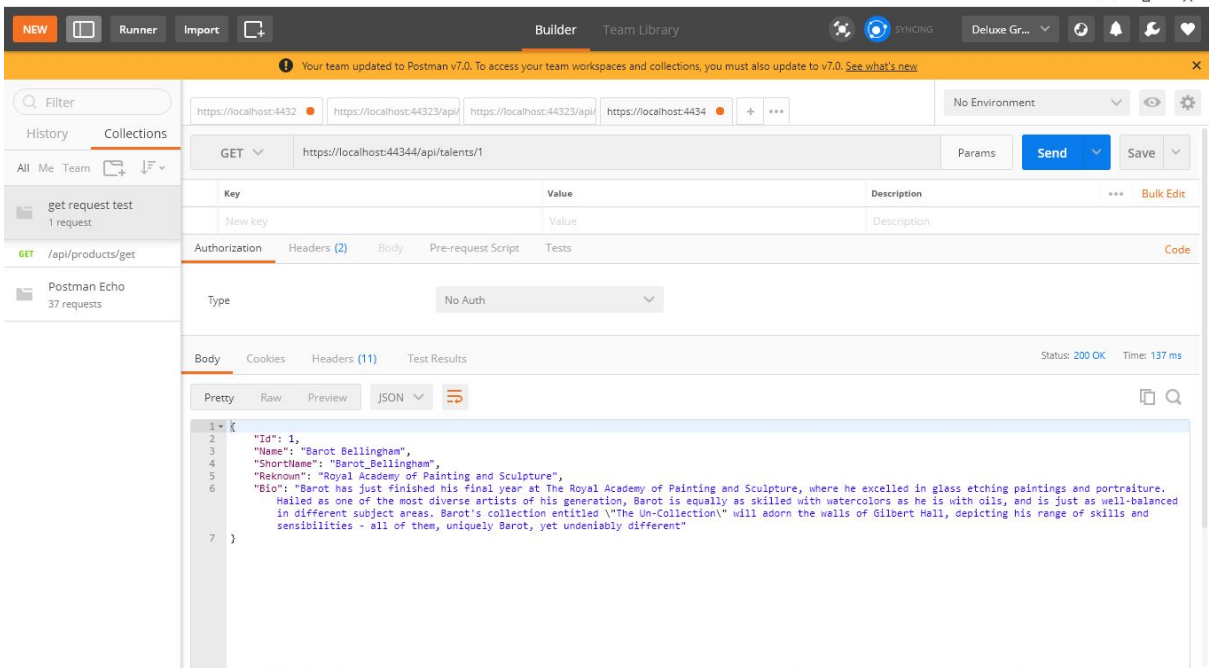 NEW Runner Import Builder Team Library SYNCING Deluxe Gr...
Your team updated to Postman v7.0. To access your team workspaces and collections, you must also update to v7.0. See what's new
Filter
History Collections
All Me Team
get request test
1 request
GET /api/products/get
Postman Echo
37 requests
https://localhost:4432 https://localhost:44323/api/ https://localhost:44323/api/ https://localhost:4434 + No Environment
GET https://localhost:44344/api/talents/1 Params Send Save
Key Value Description Bulk Edit
New key Value Description
Authorization Headers (2) Body Pre-request Script Tests Code
Type No Auth
Body Cookies Headers (11) Test Results Status: 200 OK Time: 137 ms
Pretty Raw Preview JSON
1 {
2 "Id": 1,
3 "Name": "Barot Bellingham",
4 "ShortName": "Barot_Bellingham",
5 "Reknown": "Royal Academy of Painting and Sculpture",
6 "Bio": "Barot has just finished his final year at The Royal Academy of Painting and Sculpture, where he excelled in glass etching paintings and portraiture.
Hailed as one of the most diverse artists of his generation, Barot is equally as skilled with watercolors as he is with oils, and is just as well-balanced
in different subject areas. Barot's collection entitled \"The Un-Collection\" will adorn the walls of Gilbert Hall, depicting his range of skills and
sensibilities - all of them, uniquely Barot, yet undeniably different"
7 }